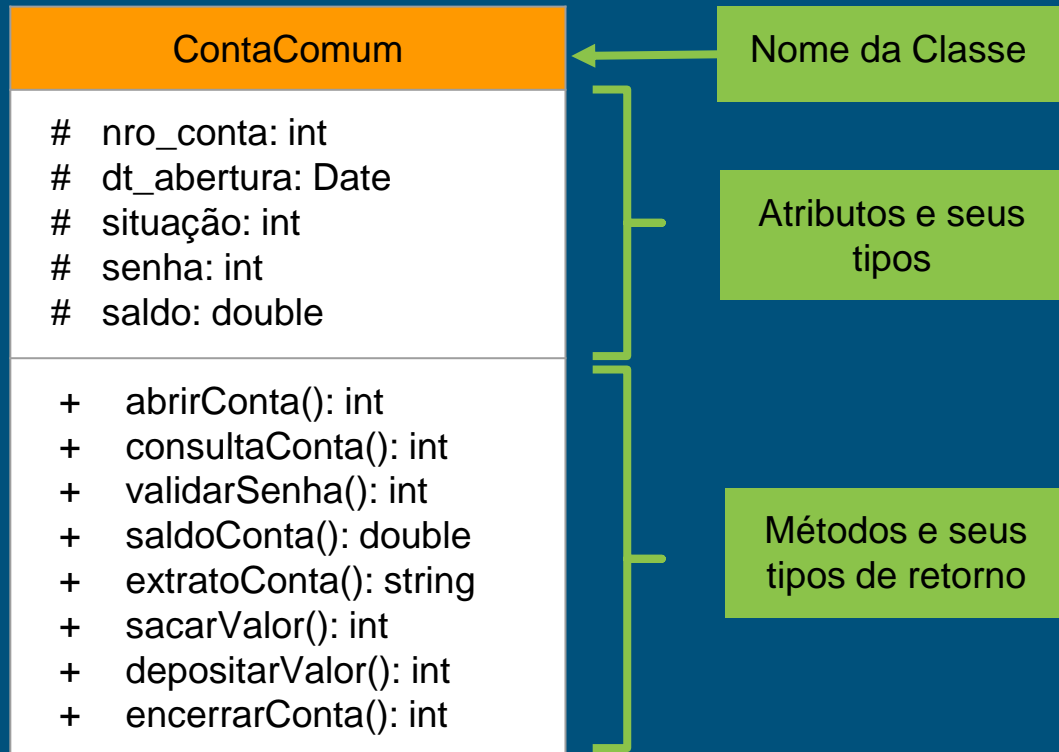 ContaComum
Nome da Classe
# nro_conta: int
# dt_abertura: Date
# situação: int
# senha: int
# saldo: double
Atributos e seus
tipos
+ abrirConta(): int
+ consultaConta(): int
+ validarSenha(): int
+ saldoConta(): double
+ extratoConta(): string
+ sacarValor(): int
+ depositarValor(): int
+ encerrarConta(): int
Métodos e seus
tipos de retorno